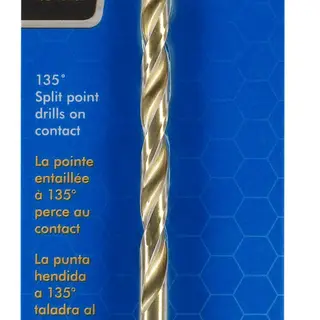 135°
Split point
drills on
contact
La pointe
entaillée
à 135°
perce au
contact
La punta
hendida
a 135°
taladra al